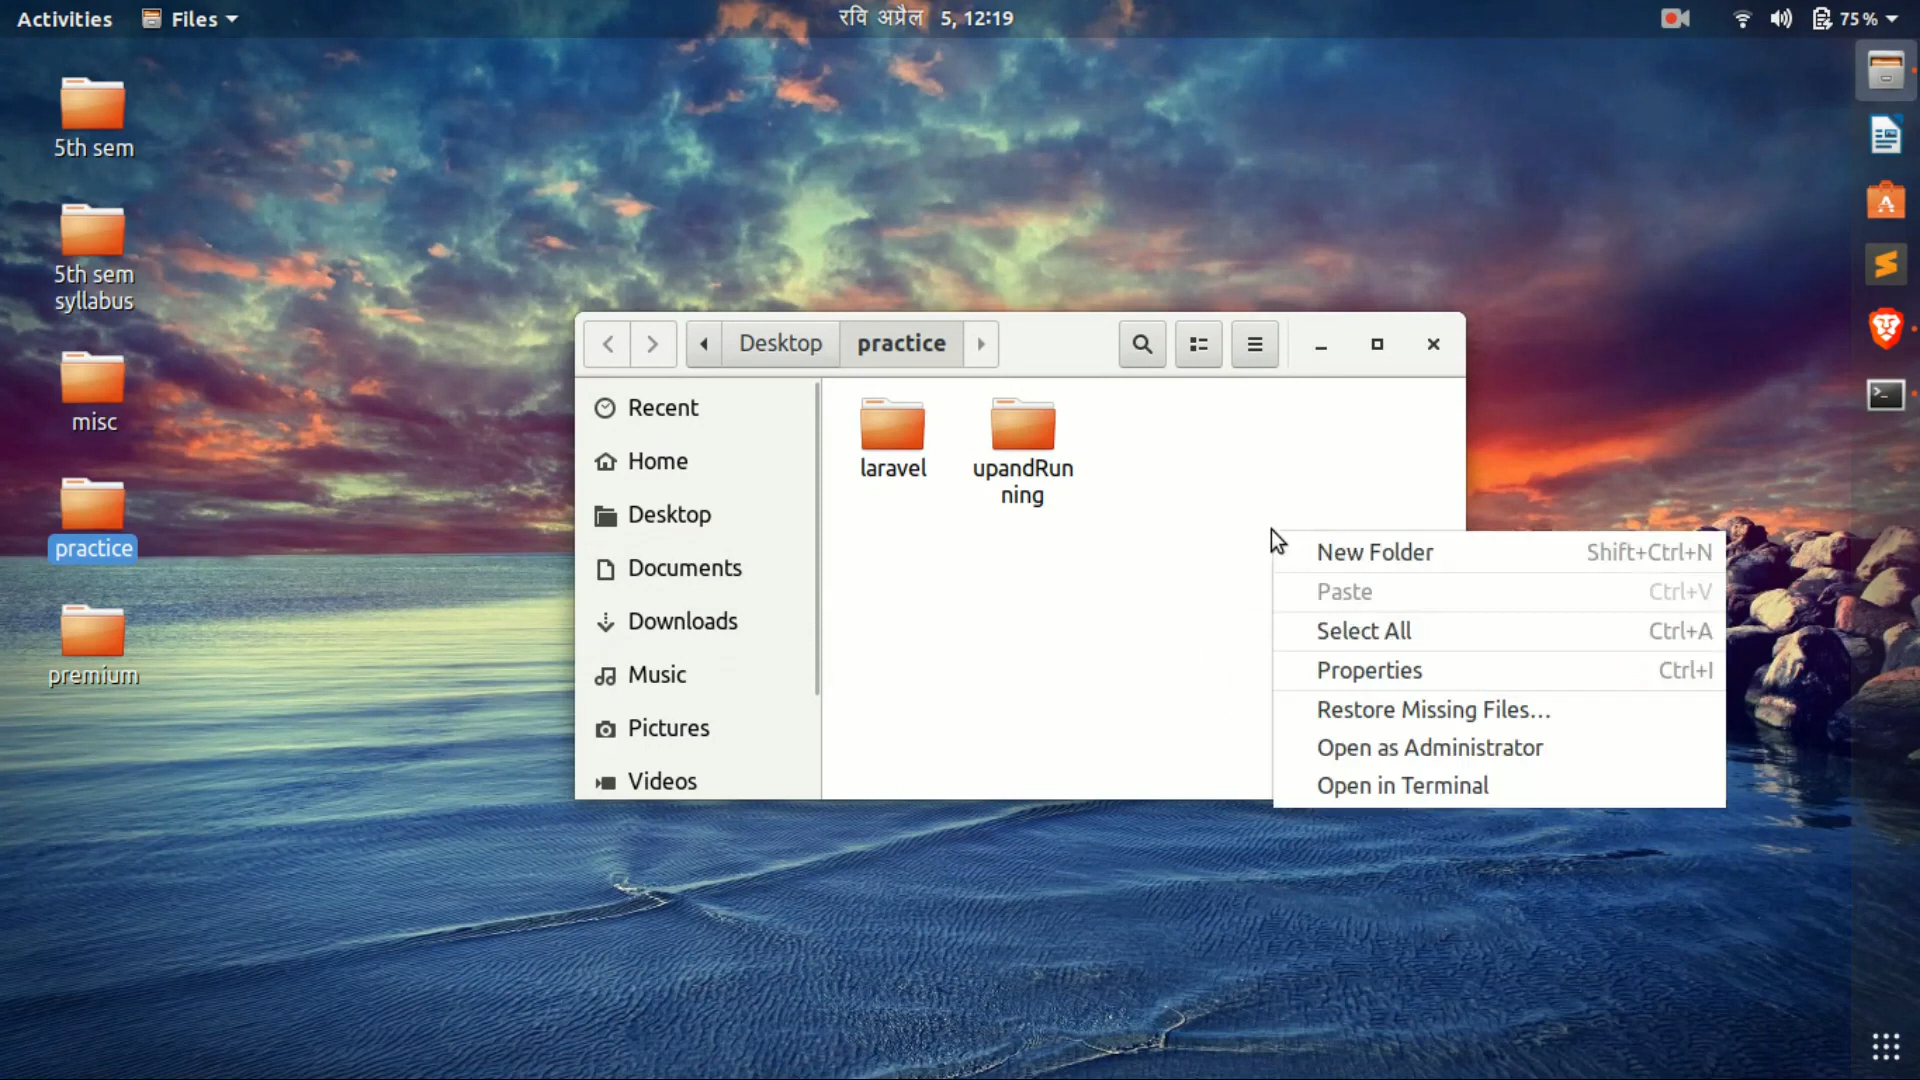 Activities
Files
रवि अप्रैल 5, 12:19
75%
5th sem
5th sem
syllabus
misc
practice
premium
Desktop
practice
Recent
Home
Desktop
Documents
Downloads
Music
Pictures
Videos
laravel
upandRun
ning
New Folder Shift+Ctrl+N
Paste Ctrl+V
Select All Ctrl+A
Properties Ctrl+I
Restore Missing Files…
Open as Administrator
Open in Terminal